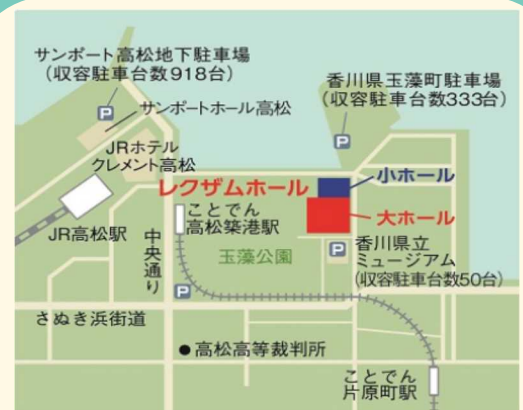 サンポート高松地下駐車場
（収容駐車台数918台）
P
サンポートホール高松
香川県玉藻町駐車場
（収容駐車台数333台）
P
JRホテル
クレメント高松
レクザムホール
小ホール
大ホール
JR高松駅
中央通り
ことでん
高松築港駅
玉藻公園
P
香川県立
ミュージアム
（収容駐車台数50台）
P
さぬき浜街道
●高松高等裁判所
ことでん
片原町駅